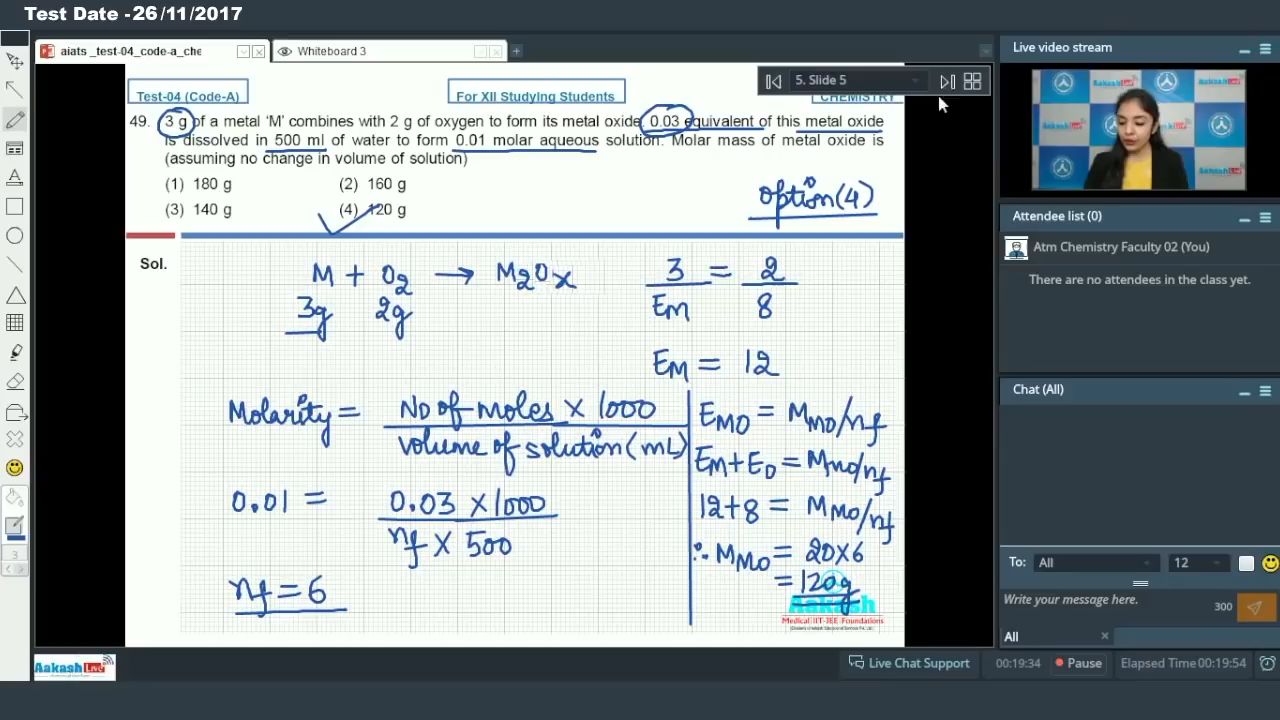 Test Date -26/11/2017
aiats _test-04_code-a_che
Whiteboard 3
5. Slide 5
Test-04 (Code-A)
For XII Studying Students
CHEMISTRY
49. 3 g of a metal 'M' combines with 2 g of oxygen to form its metal oxide. 0.03 equivalent of this metal oxide
is dissolved in 500 ml of water to form 0.01 molar aqueous solution. Molar mass of metal oxide is
(assuming no change in volume of solution)
(1) 180 g
(2) 160 g
(3) 140 g
(4) 120 g
option(4)
Sol.
M + O2 → M2Ox
3g 2g
3/EM = 2/8
EM = 12
Molarity = No of moles × 1000 / volume of solution (mL)
0.01 = 0.03 × 1000 / nf × 500
nf = 6
EMO = MMO/nf
EM + EO = MMO/nf
12+8 = MMO/nf
∴ MMO = 20×6
= 120g
Aakash
Medical|IIT-JEE|Foundations
Aakash Live
Live video stream
Attendee list (0)
Atm Chemistry Faculty 02 (You)
There are no attendees in the class yet.
Chat (All)
To: All 12
Write your message here.
300
All
Live Chat Support
00:19:34
Pause
Elapsed Time 00:19:54
3